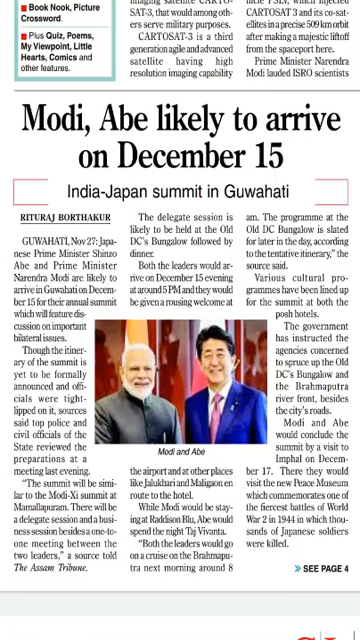 ■ Book Nook, Picture
Crossword.
■ Plus Quiz, Poems,
My Viewpoint, Little
Hearts, Comics and
other features.
imaging satellite CARTO-
SAT-3, that would among oth-
ers serve military purposes.
CARTOSAT-3 is a third
generation agile and advanced
satellite having high
resolution imaging capability
CARTOSAT 3 and its co-sat-
ellites in a precise 509 km orbit
after making a majestic liftoff
from the spaceport here.
Prime Minister Narendra
Modi lauded ISRO scientists
Modi, Abe likely to arrive
on December 15
India-Japan summit in Guwahati
RITURAJ BORTHAKUR
GUWAHATI, Nov 27: Japa-
nese Prime Minister Shinzo
Abe and Prime Minister
Narendra Modi are likely to
arrive in Guwahati on Decem-
ber 15 for their annual summit
which will feature dis-
cussion on important
bilateral issues.
Though the itiner-
ary of the summit is
yet to be formally
announced and offi-
cials were tight-
lipped on it, sources
said top police and
civil officials of the
State reviewed the
preparations at a
meeting last evening.
"The summit will be simi-
lar to the Modi-Xi summit at
Mamallapuram. There will be
a delegate session and a busi-
ness session besides a one-to-
one meeting between the
two leaders," a source told
The Assam Tribune.
The delegate session is
likely to be held at the Old
DC's Bungalow followed by
dinner.
Both the leaders would ar-
rive on December 15 evening
at around 5 PM and they would
be given a rousing welcome at
Modi and Abe
the airport and at other places
like Jalukbari and Maligaon en
route to the hotel.
While Modi would be stay-
ing at Raddison Blu, Abe would
spend the night Taj Vivanta.
"Both the leaders would go
on a cruise on the Brahmapu-
tra next morning around 8
am. The programme at the
Old DC's Bungalow is slated
for later in the day, according
to the tentative itinerary," the
source said.
Various cultural pro-
grammes have been lined up
for the summit at both the
posh hotels.
The government
has instructed the
agencies concerned
to spruce up the Old
DC's Bungalow and
the Brahmaputra
river front, besides
the city's roads.
Modi and Abe
would conclude the
summit by a visit to
Imphal on Decem-
ber 17. There they would
visit the new Peace Museum
which commemorates one of
the fiercest battles of World
War 2 in 1944 in which thou-
sands of Japanese soldiers
were killed.
» SEE PAGE 4